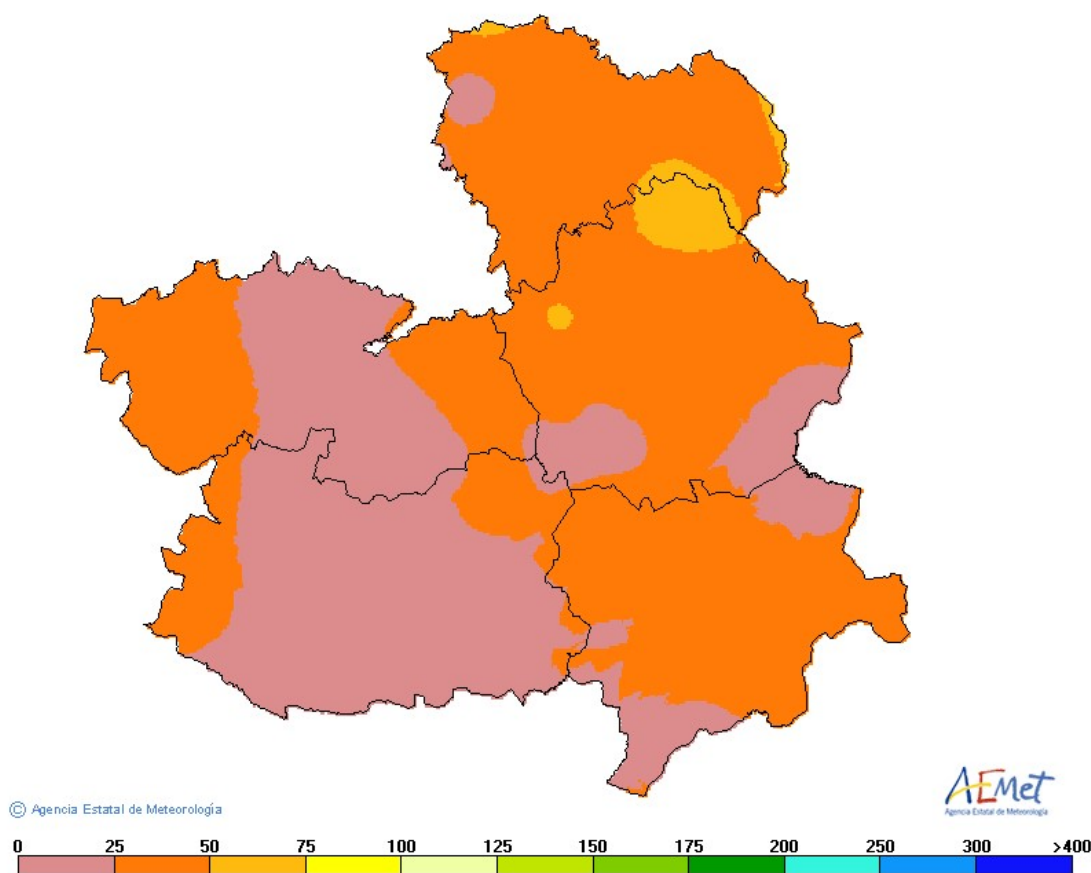 AEMet
Agencia Estatal de Meteorología
© Agencia Estatal de Meteorología
0 25 50 75 100 125 150 175 200 250 300 >400